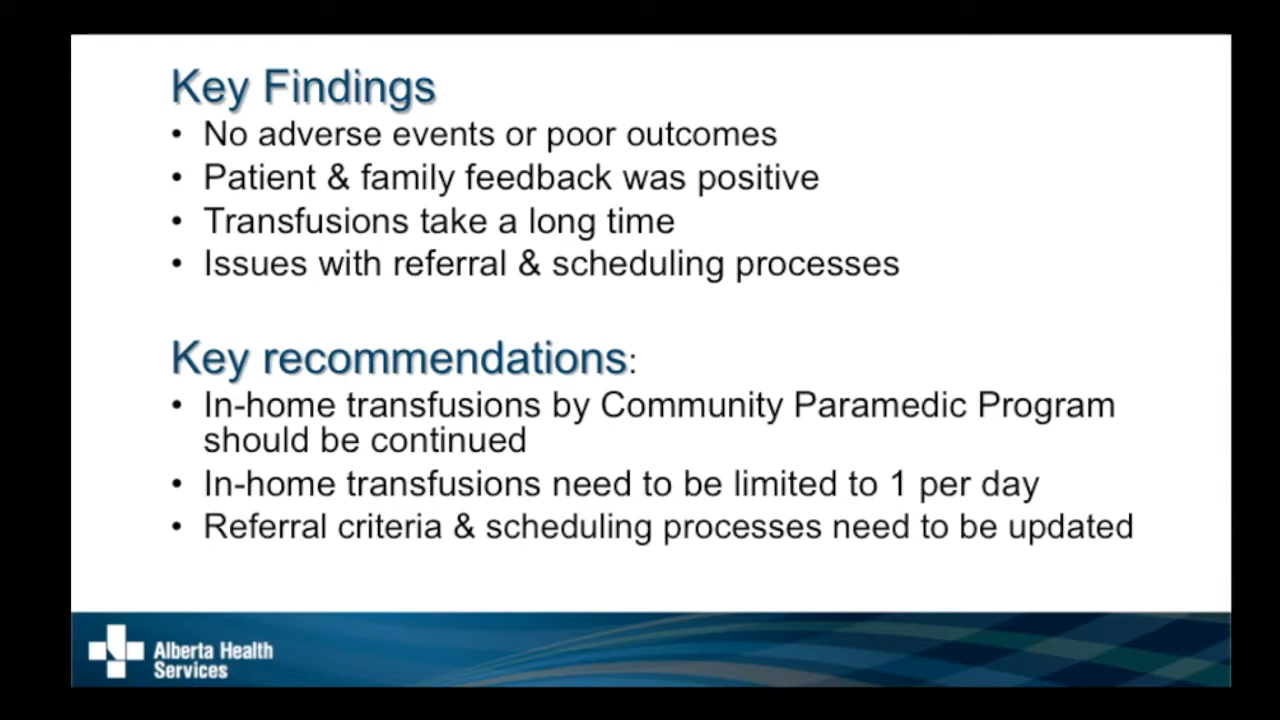 Key Findings
• No adverse events or poor outcomes
• Patient & family feedback was positive
• Transfusions take a long time
• Issues with referral & scheduling processes
Key recommendations:
• In-home transfusions by Community Paramedic Program
should be continued
• In-home transfusions need to be limited to 1 per day
• Referral criteria & scheduling processes need to be updated
Alberta Health
Services